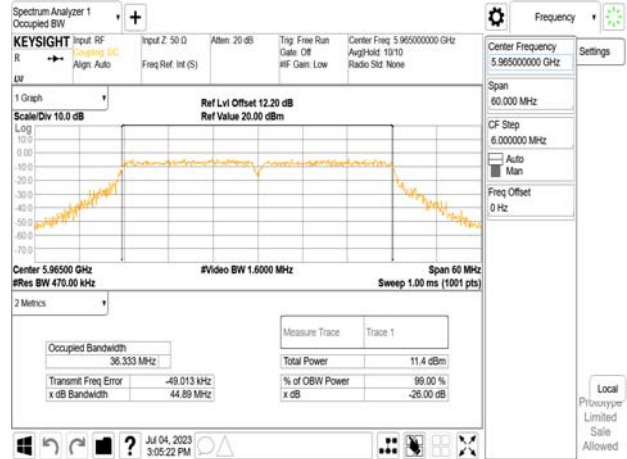 Spectrum Analyzer 1
Occupied BW
Frequency
KEYSIGHT
Input: RF
Coupling: DC
Align: Auto
Input Z: 50 Ω
Freq Ref: Int (S)
Atten: 20 dB
Trig: Free Run
Gate: Off
#IF Gain: Low
Center Freq: 5.965000000 GHz
Avg|Hold: 10/10
Radio Std: None
R
LXI
Center Frequency
5.965000000 GHz
Settings
Span
60.000 MHz
CF Step
6.000000 MHz
Auto
Man
Freq Offset
0 Hz
1 Graph
Scale/Div 10.0 dB
Ref Lvl Offset 12.20 dB
Ref Value 20.00 dBm
Log
10.0
0.00
-10.0
-20.0
-30.0
-40.0
-50.0
-60.0
-70.0
Center 5.96500 GHz
#Res BW 470.00 kHz
#Video BW 1.6000 MHz
Span 60 MHz
Sweep 1.00 ms (1001 pts)
2 Metrics
Measure Trace
Trace 1
Occupied Bandwidth
36.333 MHz
Total Power
11.4 dBm
Transmit Freq Error
-49.013 kHz
% of OBW Power
99.00 %
x dB Bandwidth
44.89 MHz
x dB
-26.00 dB
Local
Prototype
Limited
Sale
Allowed
?
Jul 04, 2023
3:05:22 PM